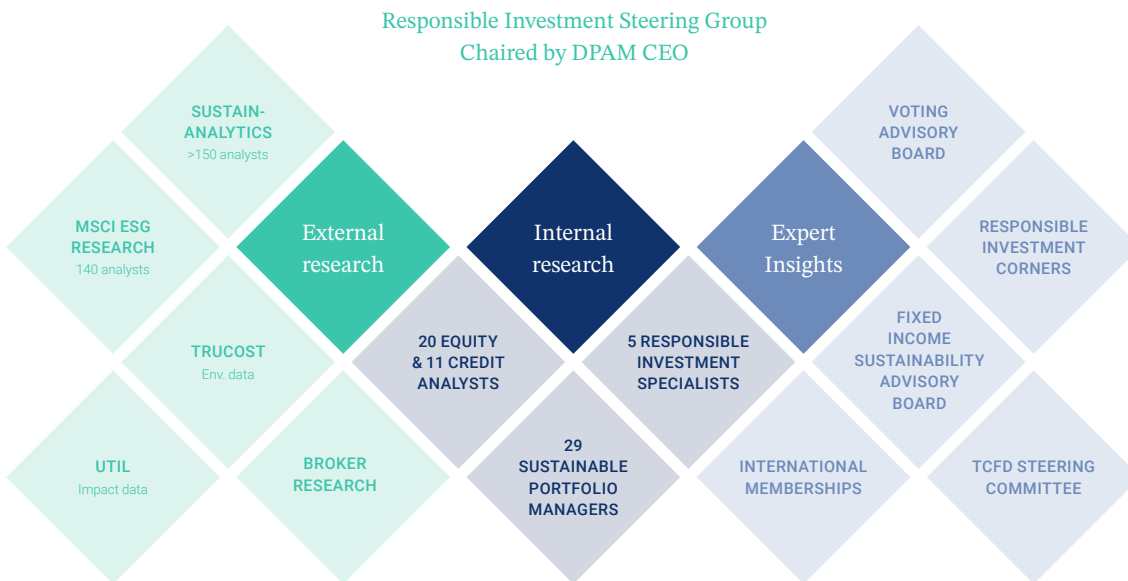 Responsible Investment Steering Group
Chaired by DPAM CEO
SUSTAIN-
ANALYTICS
>150 analysts
MSCI ESG
RESEARCH
140 analysts
TRUCOST
Env. data
UTIL
Impact data
BROKER
RESEARCH
External
research
Internal
research
20 EQUITY
& 11 CREDIT
ANALYSTS
5 RESPONSIBLE
INVESTMENT
SPECIALISTS
29
SUSTAINABLE
PORTFOLIO
MANAGERS
Expert
Insights
VOTING
ADVISORY
BOARD
RESPONSIBLE
INVESTMENT
CORNERS
FIXED
INCOME
SUSTAINABILITY
ADVISORY
BOARD
INTERNATIONAL
MEMBERSHIPS
TCFD STEERING
COMMITTEE